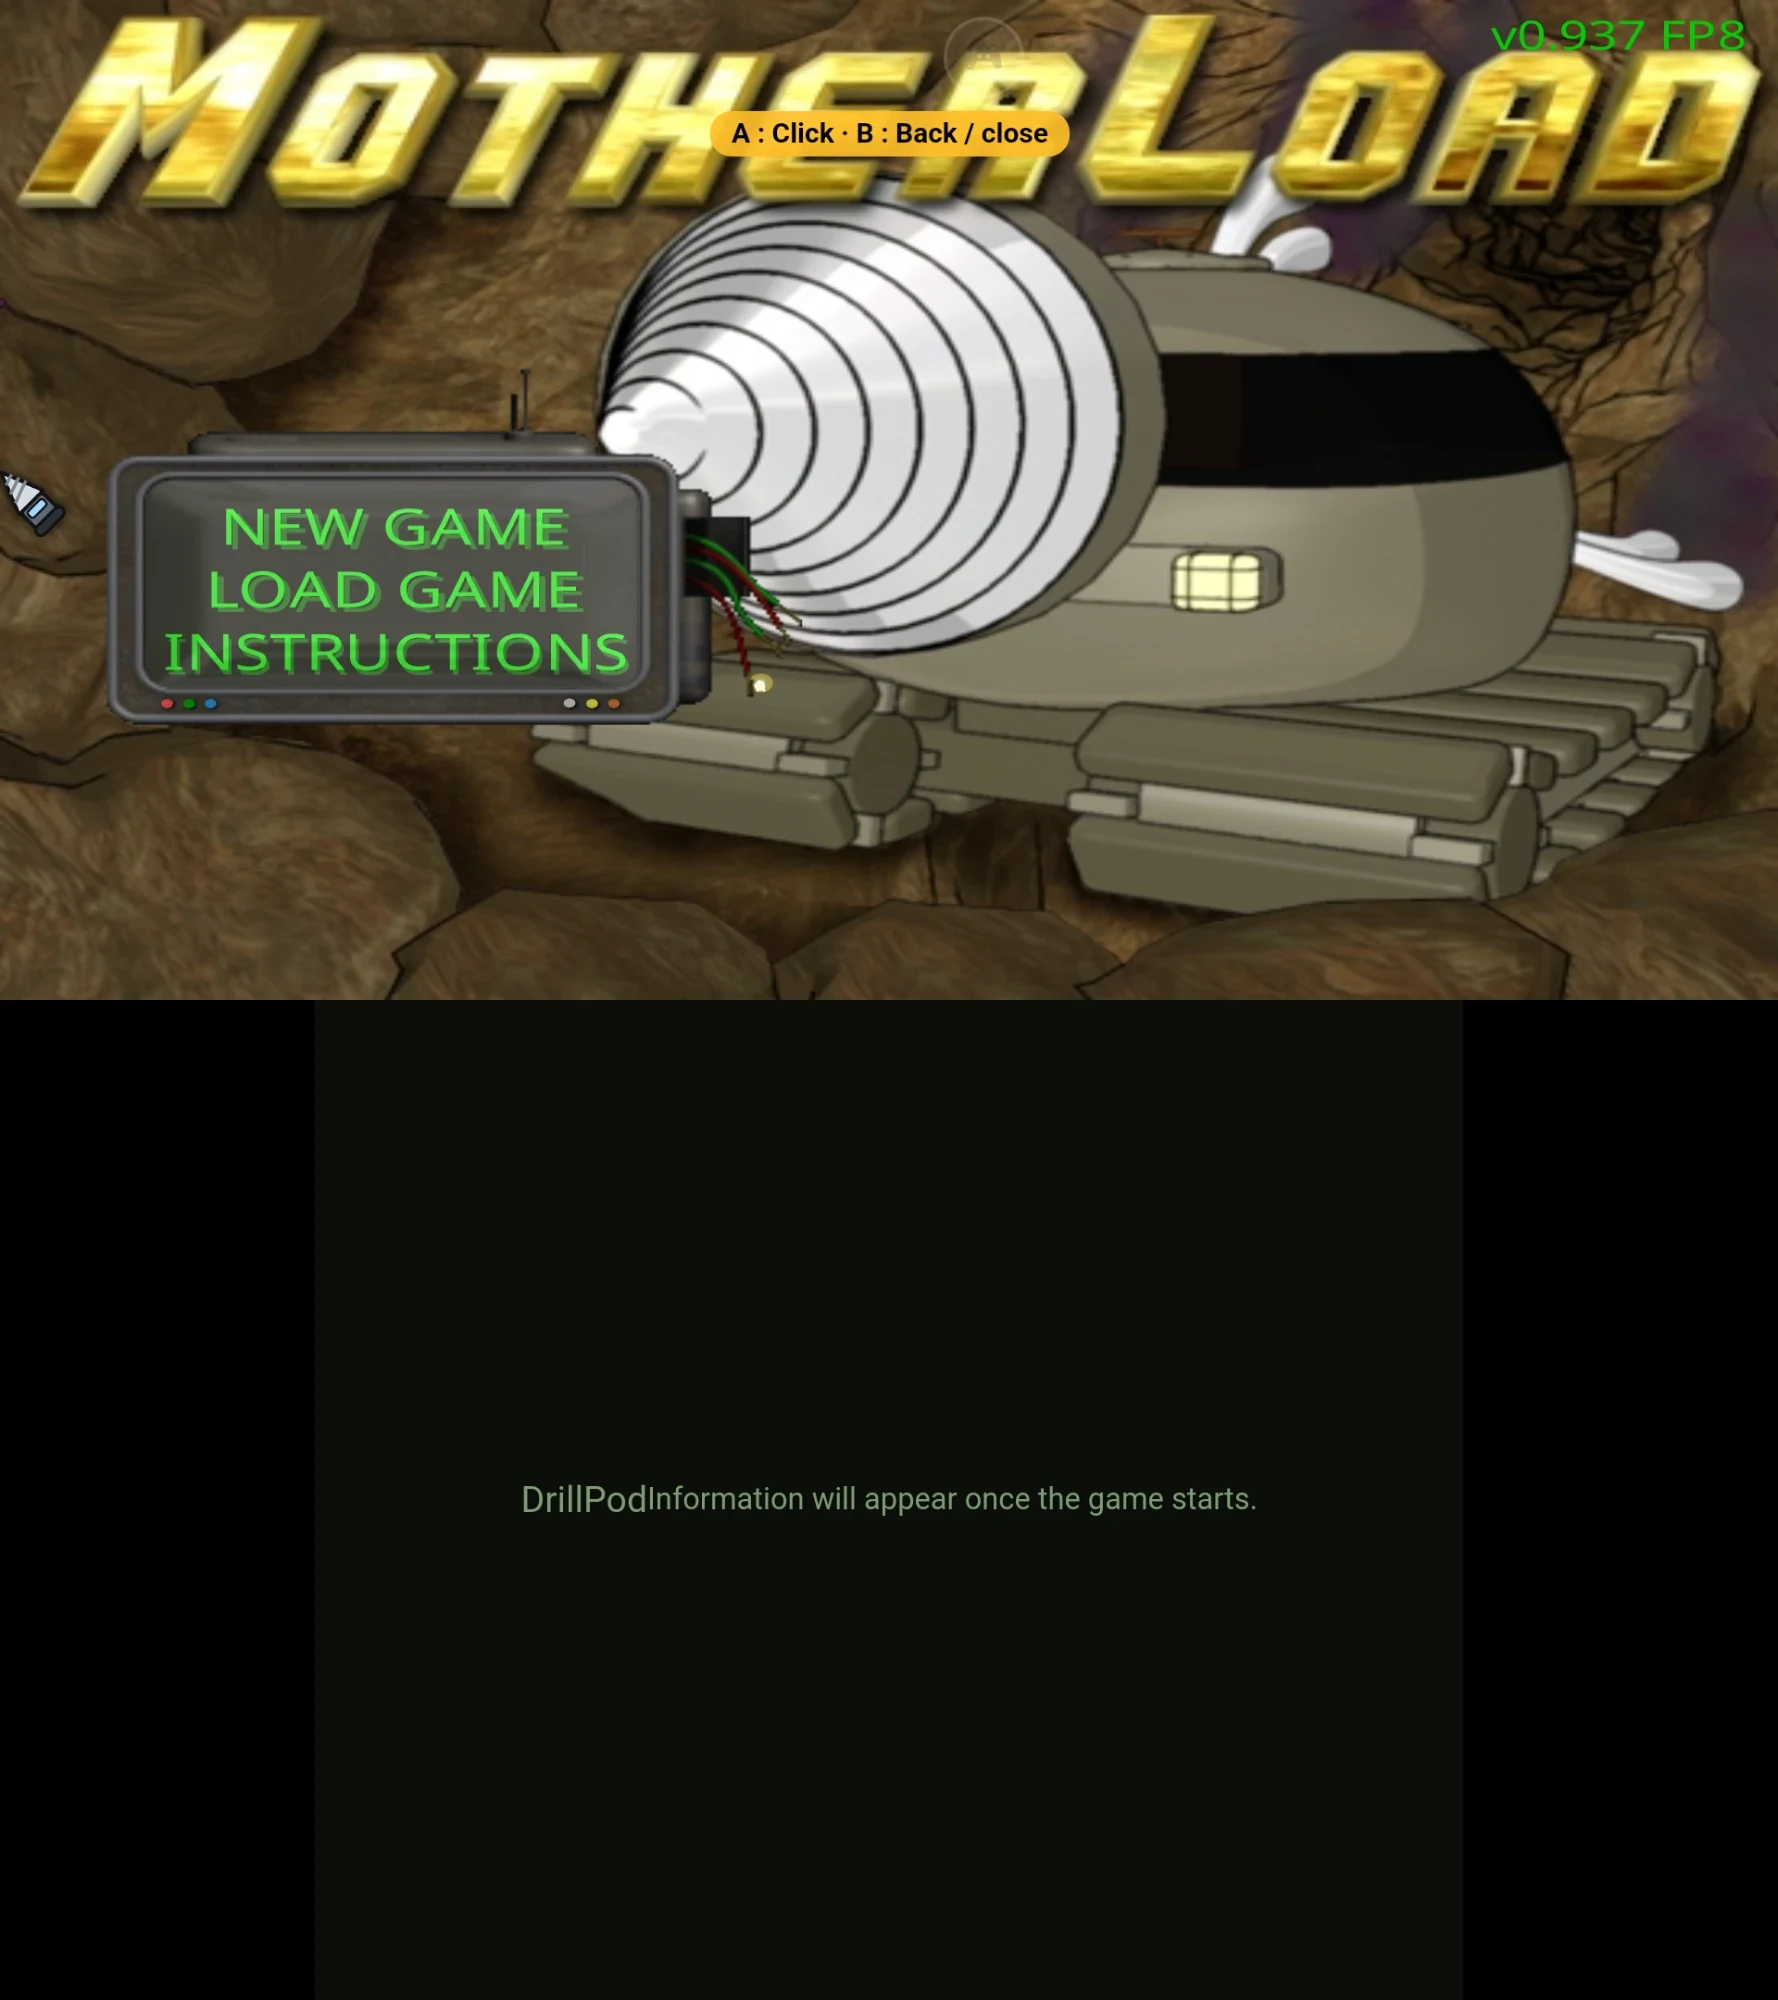 MOTHERLOAD
v0.937 FP8
A : Click · B : Back / close
NEW GAME
LOAD GAME
INSTRUCTIONS
DrillPodInformation will appear once the game starts.